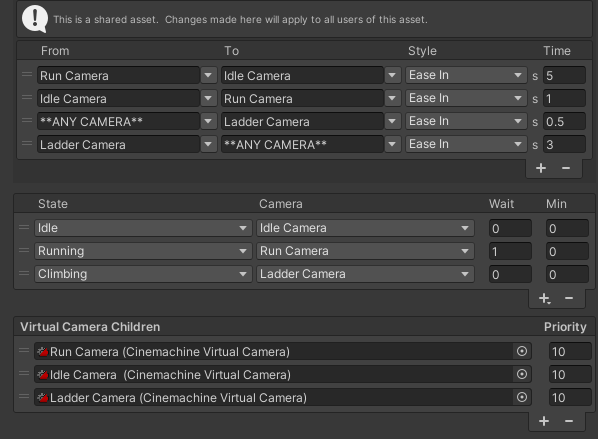 This is a shared asset. Changes made here will apply to all users of this asset.
From To Style Time
Run Camera Idle Camera Ease In s 5
Idle Camera Run Camera Ease In s 1
**ANY CAMERA** Ladder Camera Ease In s 0.5
Ladder Camera **ANY CAMERA** Ease In s 3
+ −
State Camera Wait Min
Idle Idle Camera 0 0
Running Run Camera 1 0
Climbing Ladder Camera 0 0
+ −
Virtual Camera Children Priority
Run Camera (Cinemachine Virtual Camera) 10
Idle Camera (Cinemachine Virtual Camera) 10
Ladder Camera (Cinemachine Virtual Camera) 10
+ −